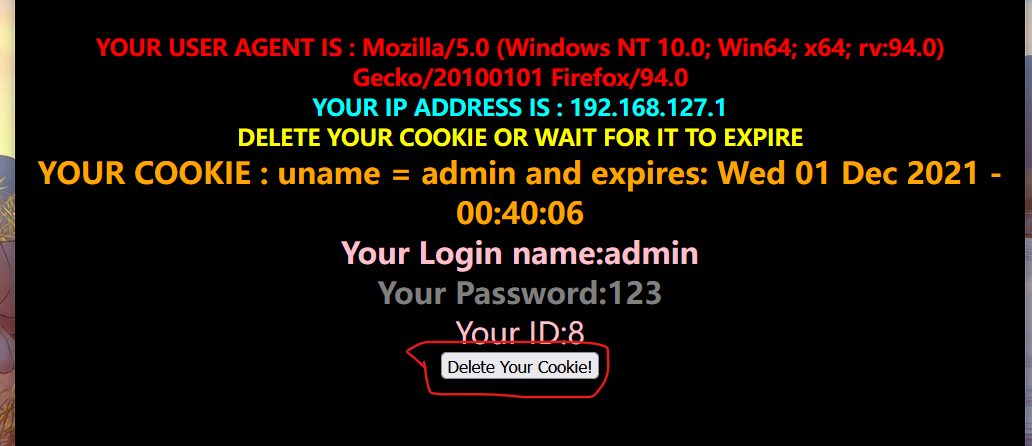 YOUR USER AGENT IS : Mozilla/5.0 (Windows NT 10.0; Win64; x64; rv:94.0)
Gecko/20100101 Firefox/94.0
YOUR IP ADDRESS IS : 192.168.127.1
DELETE YOUR COOKIE OR WAIT FOR IT TO EXPIRE
YOUR COOKIE : uname = admin and expires: Wed 01 Dec 2021 -
00:40:06
Your Login name:admin
Your Password:123
Your ID:8
Delete Your Cookie!